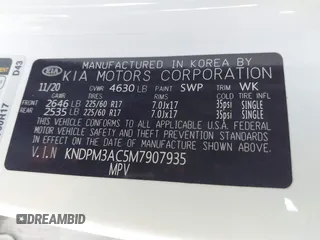 MANUFACTURED IN KOREA BY
KIA KIA MOTORS CORPORATION
11/20 GVWR 4630 LB PAINT SWP TRIM WK
GAWR TIRE RIM COLD
FRONT 2646 LB 225/60 R17 7.0Jx17 35psi SINGLE
REAR 2535 LB 225/60 R17 7.0Jx17 35psi SINGLE
THIS VEHICLE CONFORMS TO ALL APPLICABLE U.S.A. FEDERAL
MOTOR VEHICLE SAFETY AND THEFT PREVENTION
STANDARDS IN EFFECT ON THE DATE OF MANUFACTURE
SHOWN ABOVE.
V.I.N KNDPM3AC5M7907935
MPV
D43
60R17
© DREAMBID